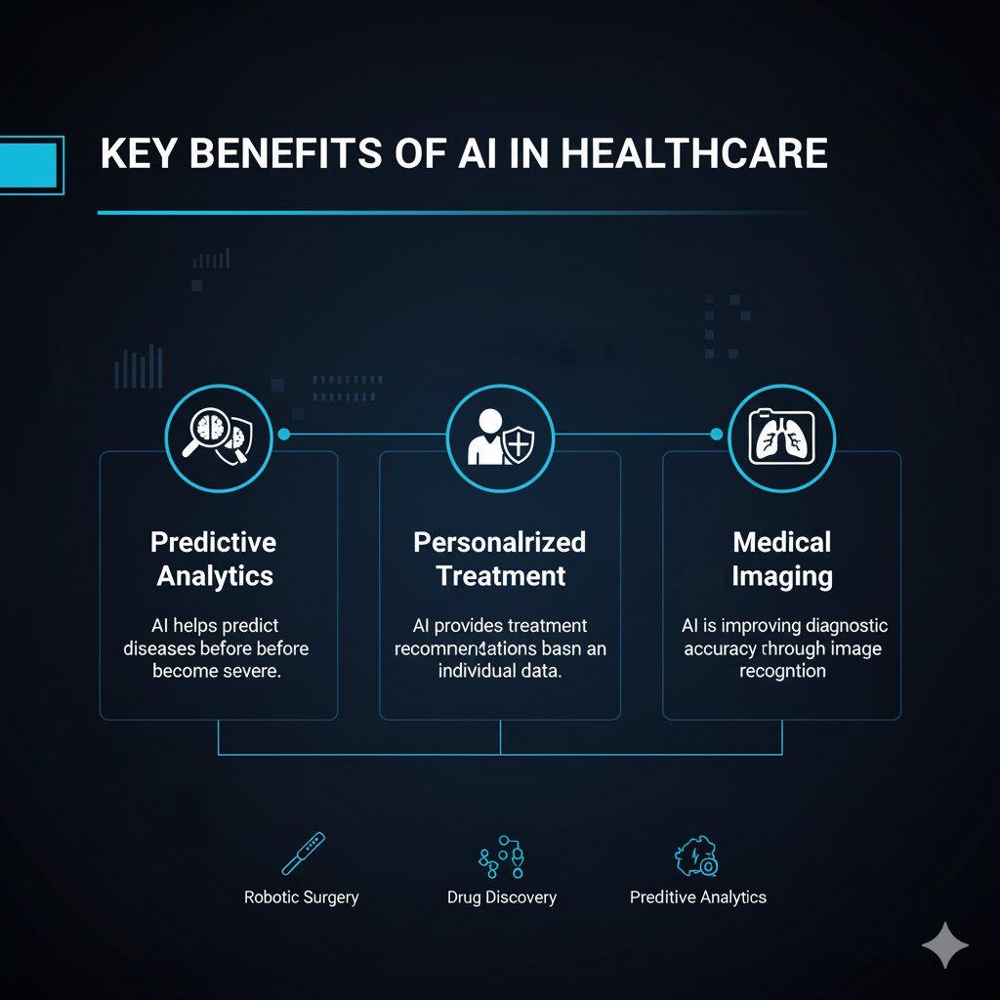 KEY BENEFITS OF AI IN HEALTHCARE
Predictive
Analytics
AI helps predict
diseases before before
become severe.
Personalrized
Treatment
AI provides treatment
recommendations basn an
individual data.
Medical
Imaging
AI is improving diagnostic
accuracy through image
recogntion
Robotic Surgery
Drug Discovery
Preditive Analytics